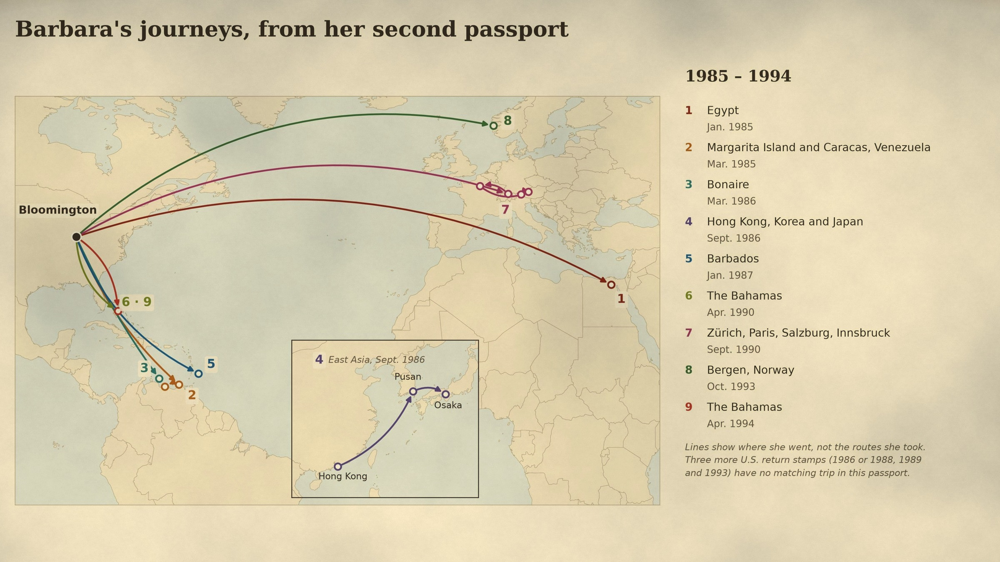 Barbara's journeys, from her second passport
1985 – 1994
1 Egypt
Jan. 1985
2 Margarita Island and Caracas, Venezuela
Mar. 1985
3 Bonaire
Mar. 1986
4 Hong Kong, Korea and Japan
Sept. 1986
5 Barbados
Jan. 1987
6 The Bahamas
Apr. 1990
7 Zürich, Paris, Salzburg, Innsbruck
Sept. 1990
8 Bergen, Norway
Oct. 1993
9 The Bahamas
Apr. 1994
Lines show where she went, not the routes she took.
Three more U.S. return stamps (1986 or 1988, 1989
and 1993) have no matching trip in this passport.
8
Bloomington
7
1
6 · 9
3
5
2
4 East Asia, Sept. 1986
Pusan
Osaka
Hong Kong